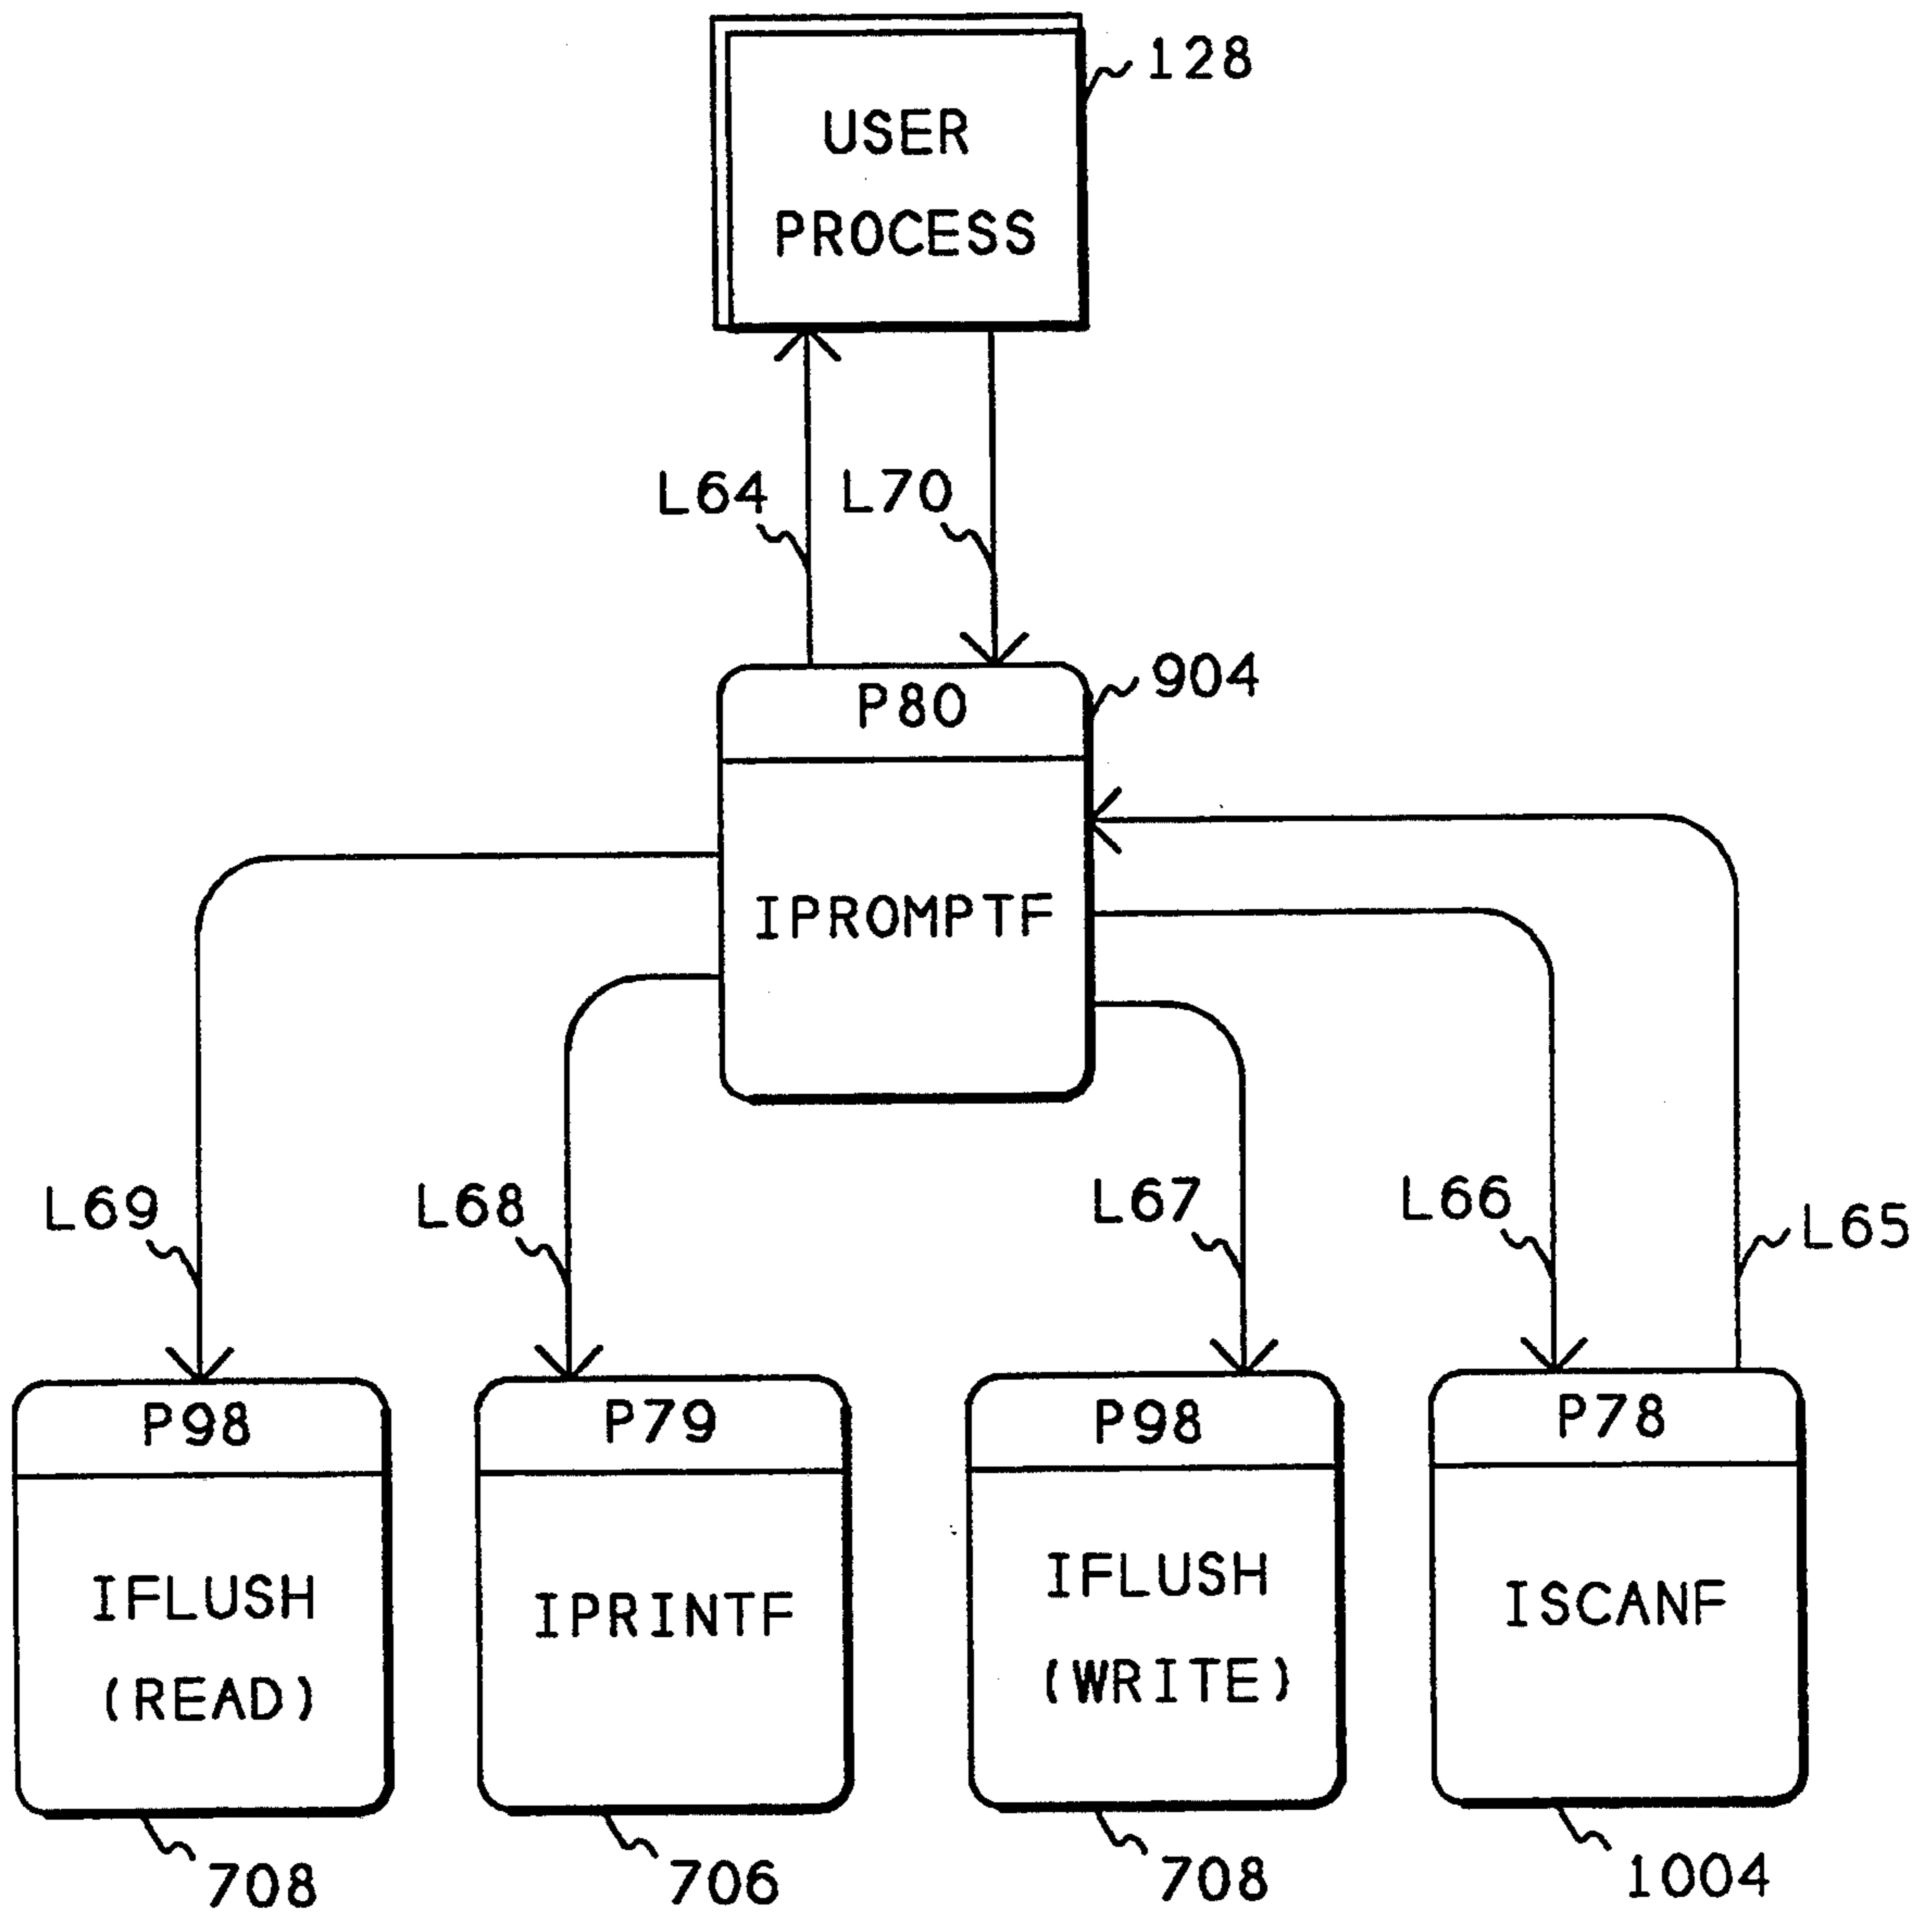 128
USER
PROCESS
L64
L70
P80
904
IPROMPTF
L69
L68
L67
L66
L65
P98
P79
P98
P78
IFLUSH
(READ)
IPRINTF
IFLUSH
(WRITE)
ISCANF
708
706
708
1004